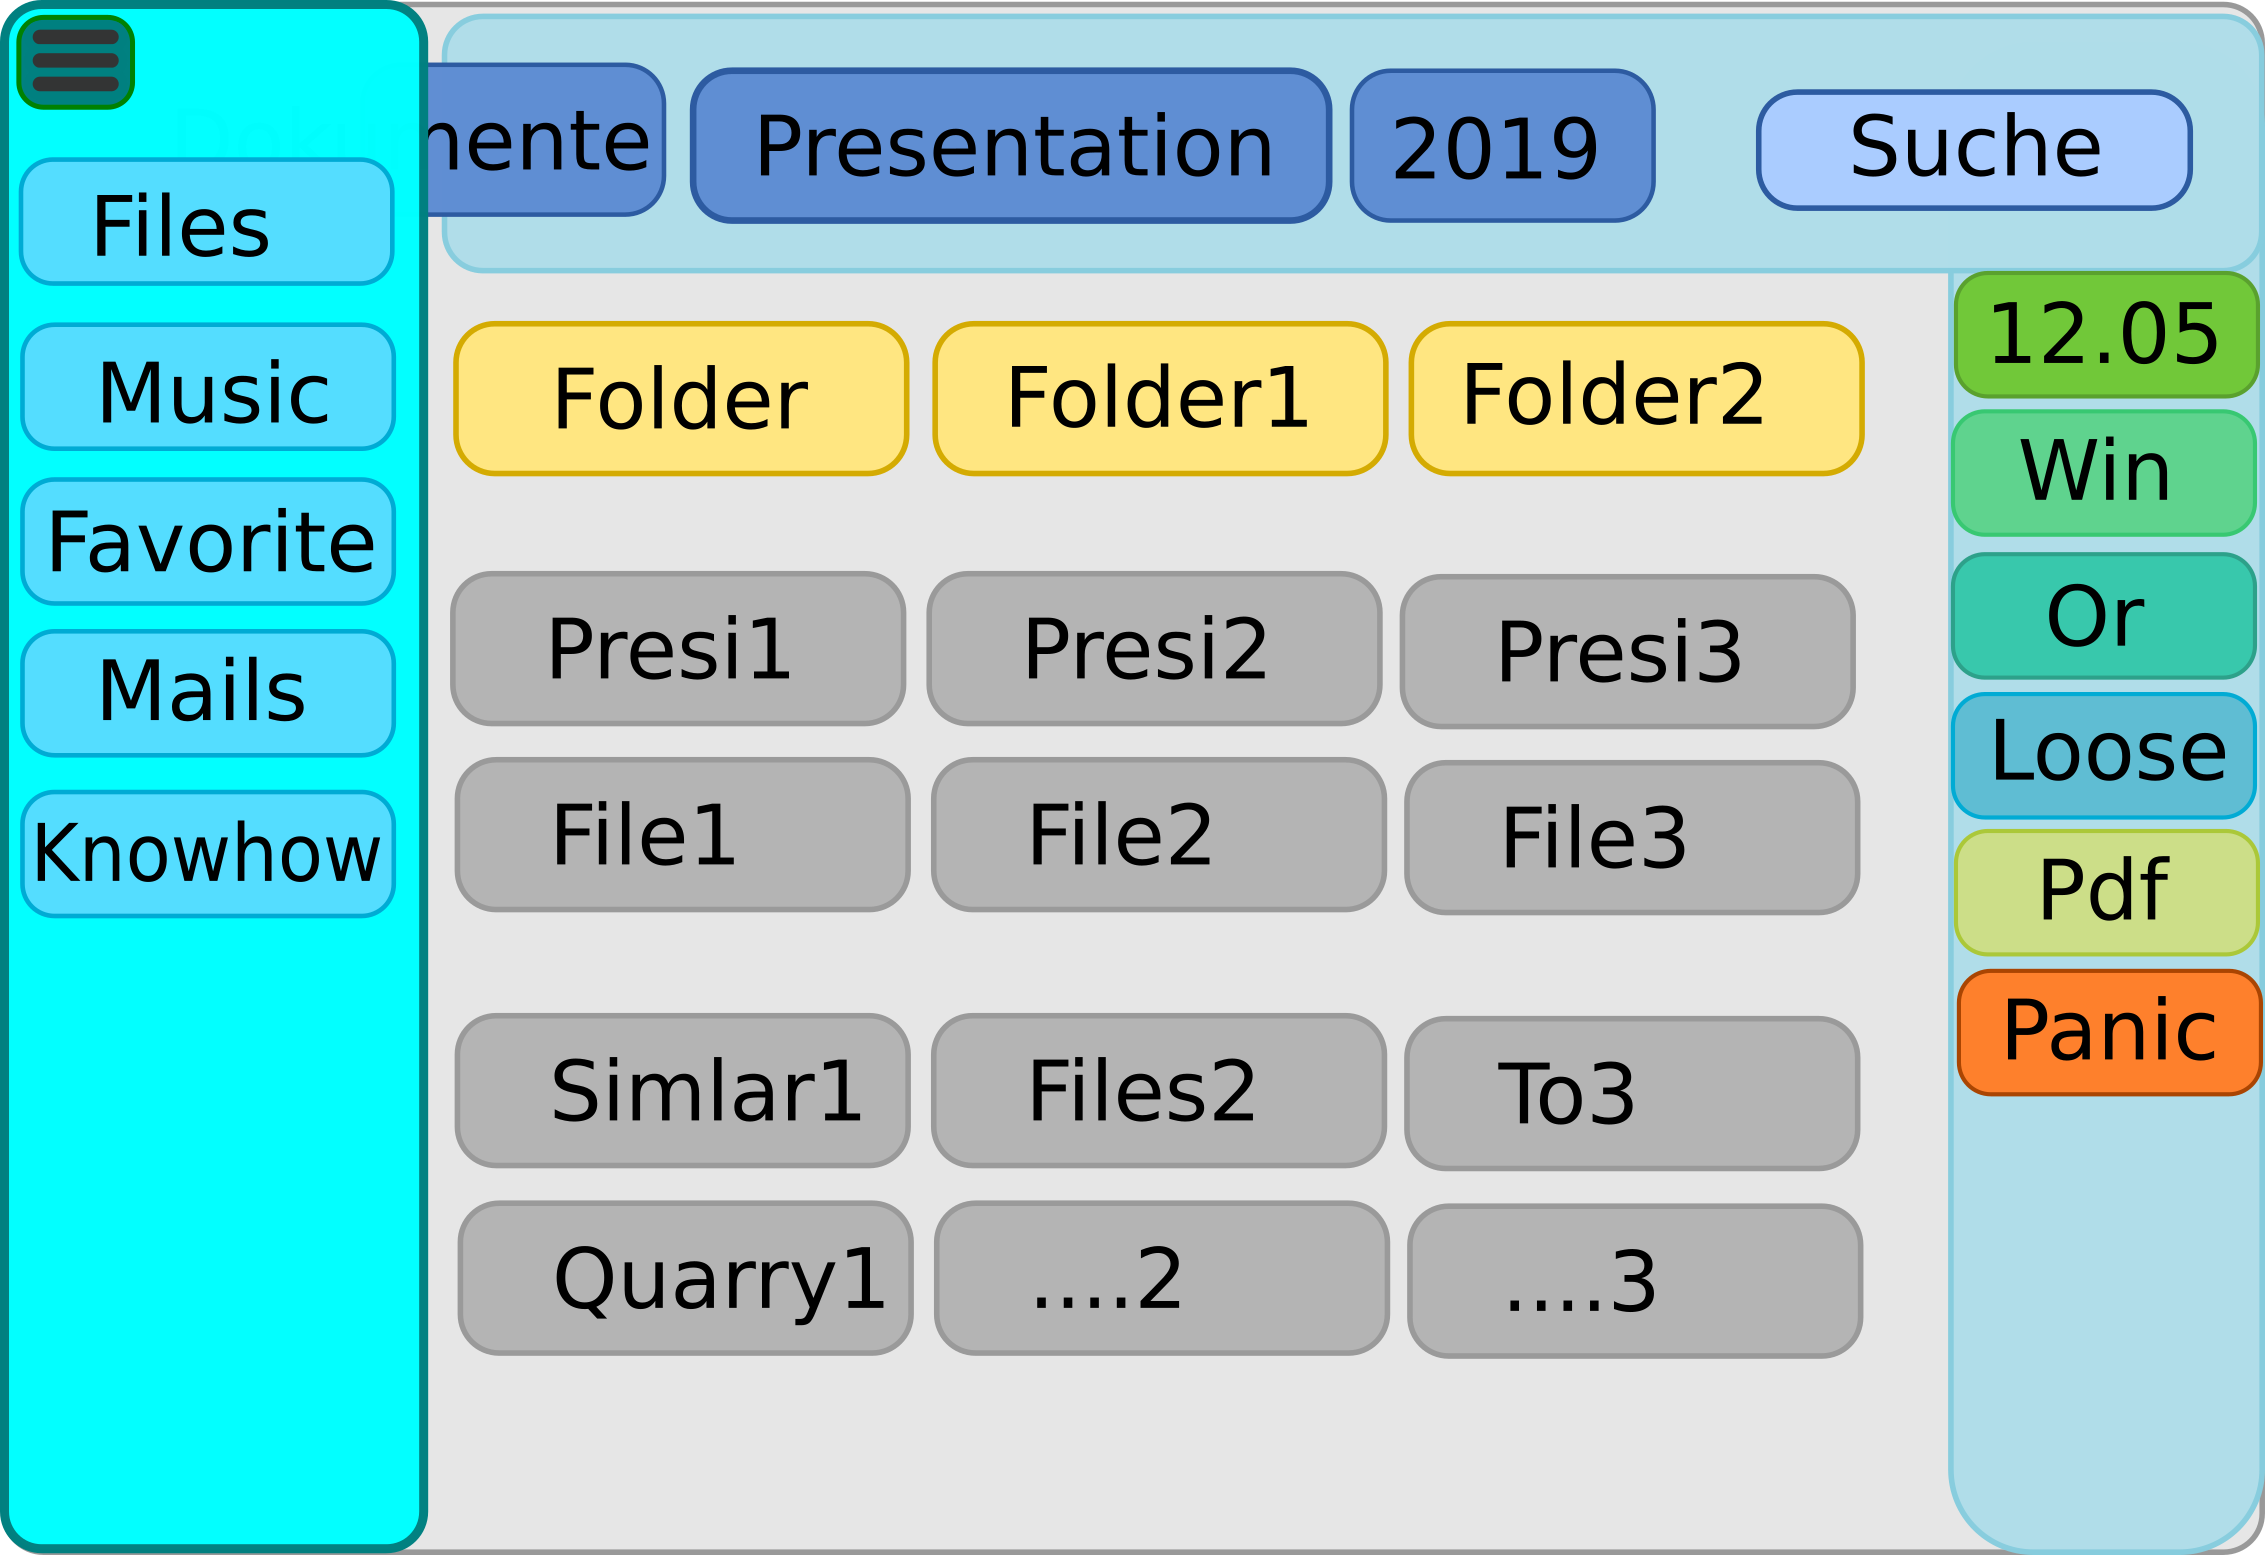 Dokumente
Presentation
2019
Suche
Files
Music
Favorite
Mails
Knowhow
Folder
Folder1
Folder2
Presi1
Presi2
Presi3
File1
File2
File3
Simlar1
Files2
To3
Quarry1
....2
....3
12.05
Win
Or
Loose
Pdf
Panic